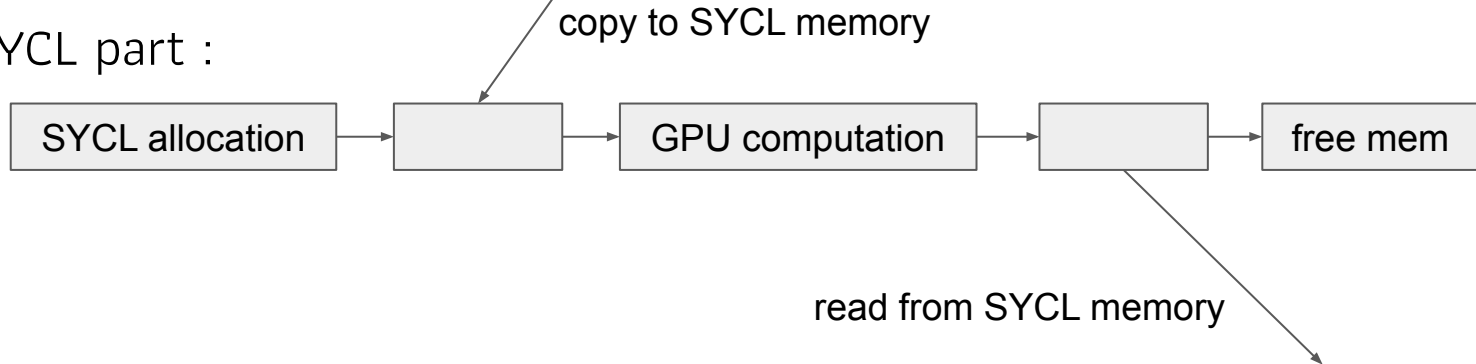 copy to SYCL memory
YCL part :
SYCL allocation
GPU computation
free mem
read from SYCL memory